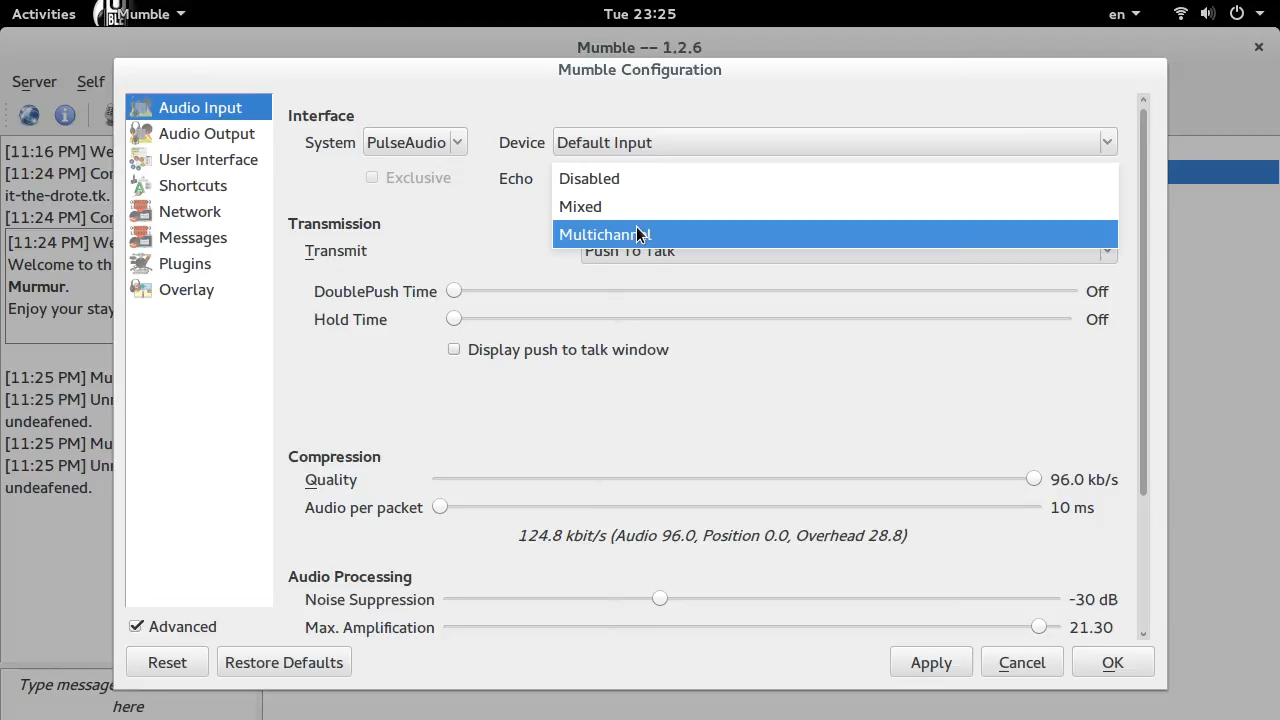 Activities
Mumble
Tue 23:25
en
Mumble -- 1.2.6
Server Self
Mumble Configuration
[11:16 PM] We
[11:24 PM] Con
it-the-drote.tk.
[11:24 PM] Con
[11:24 PM] We
Welcome to th
Murmur.
Enjoy your stay
[11:25 PM] Mu
[11:25 PM] Unr
undeafened.
[11:25 PM] Mu
[11:25 PM] Unr
undeafened.
Type message
here
Audio Input
Audio Output
User Interface
Shortcuts
Network
Messages
Plugins
Overlay
Advanced
Interface
System PulseAudio Device Default Input
Exclusive Echo
Disabled
Mixed
Multichannel
Transmission
Transmit Push To Talk
DoublePush Time Off
Hold Time Off
Display push to talk window
Compression
Quality 96.0 kb/s
Audio per packet 10 ms
124.8 kbit/s (Audio 96.0, Position 0.0, Overhead 28.8)
Audio Processing
Noise Suppression -30 dB
Max. Amplification 21.30
Reset Restore Defaults Apply Cancel OK